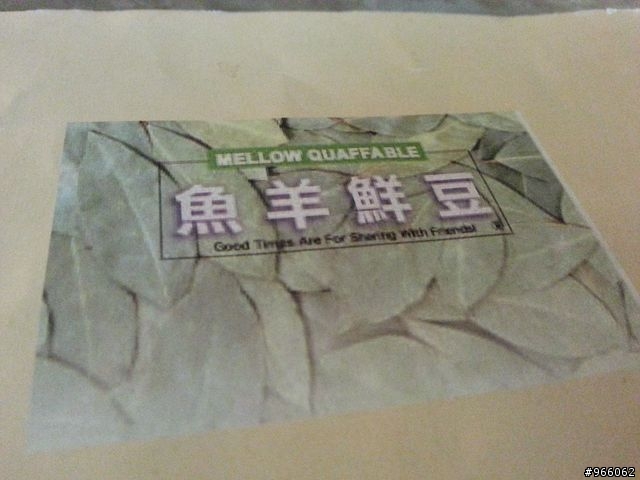 MELLOW QUAFFABLE
魚羊鮮豆
Good Times Are For Sharing With Friends!
#966062